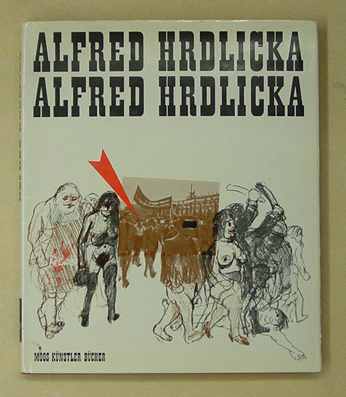 ALFRED HRDLICKA
ALFRED HRDLICKA
MOOS KÜNSTLER BÜCHER